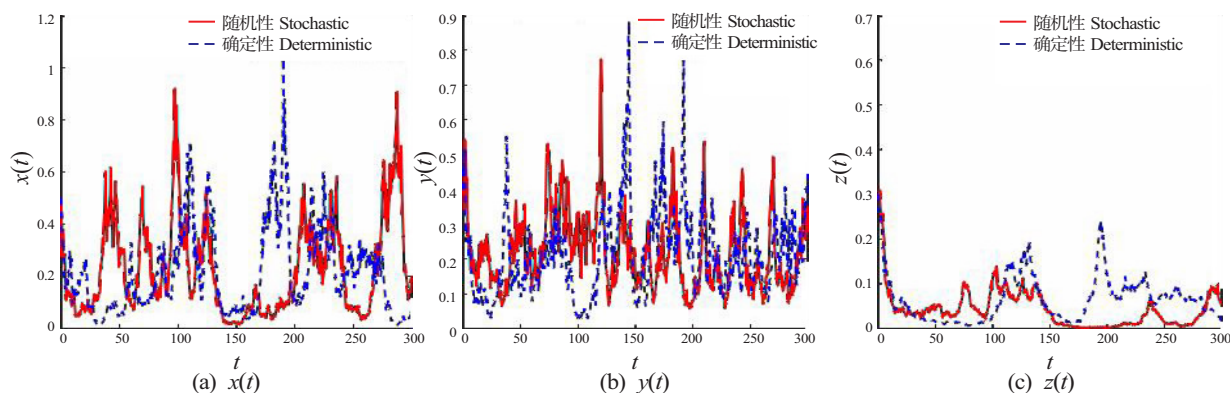 1.2
1
0.8
0.6
0.4
0.2
0
x(t)
随机性 Stochastic
确定性 Deterministic
0 50 100 150 200 250 300
t
(a) x(t)
0.9
0.8
0.7
0.6
0.5
0.4
0.3
0.2
0.1
0
y(t)
随机性 Stochastic
确定性 Deterministic
0 50 100 150 200 250 300
t
(b) y(t)
0.7
0.6
0.5
0.4
0.3
0.2
0.1
0
z(t)
随机性 Stochastic
确定性 Deterministic
0 50 100 150 200 250 300
t
(c) z(t)